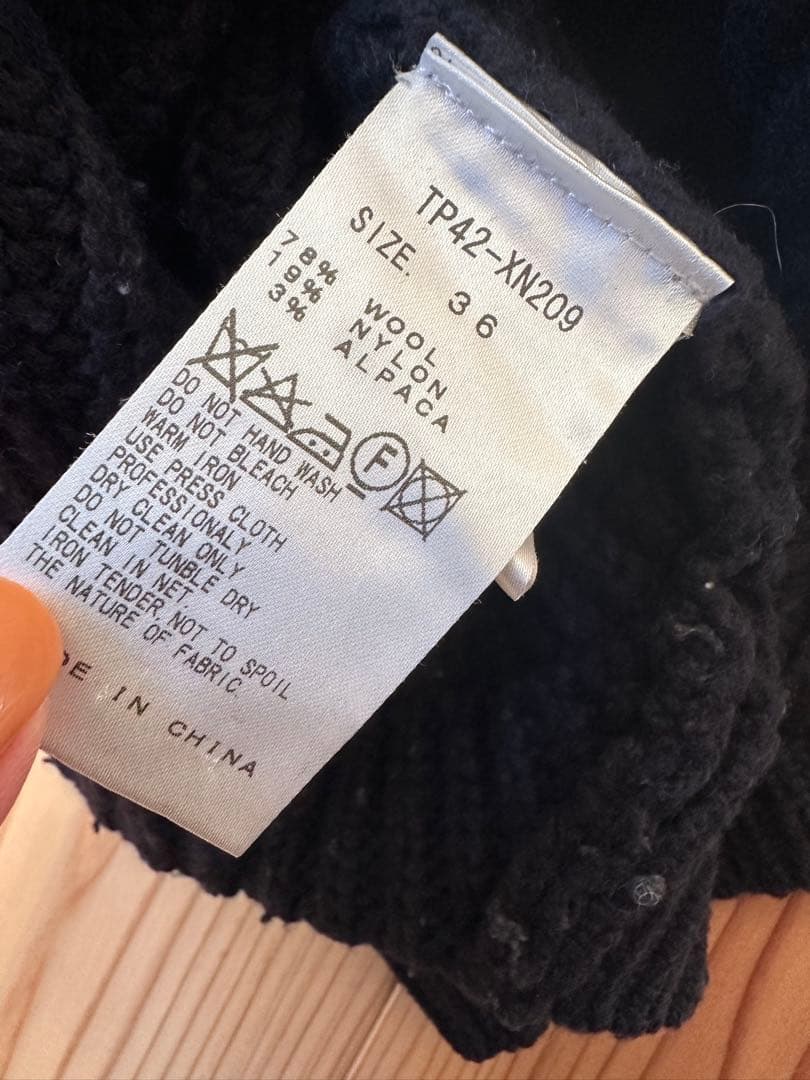 TP42-XN209
SIZE. 36
78% WOOL
19% NYLON
3% ALPACA
F
DO NOT HAND WASH
DO NOT BLEACH
WARM IRON
USE PRESS CLOTH
PROFESSIONALY
DRY CLEAN ONLY
DO NOT TUNBLE DRY
CLEAN IN NET.
IRON TENDER NOT TO SPOIL
THE NATURE OF FABRIC.
DE IN CHINA